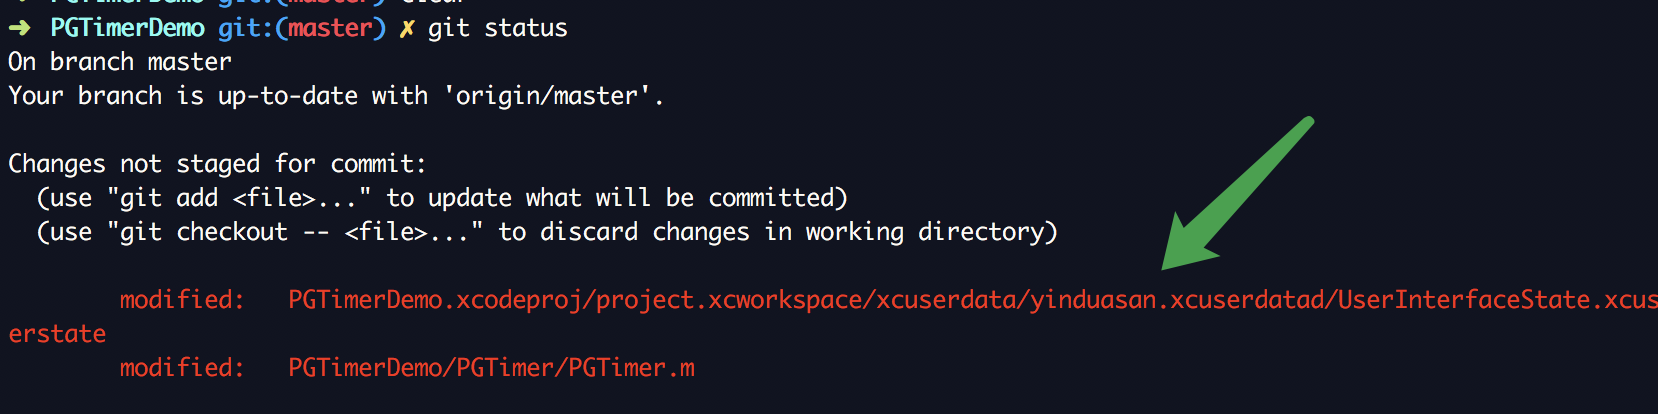 ➜ PGTimerDemo git:(master) ✗ git status
On branch master
Your branch is up-to-date with 'origin/master'.
Changes not staged for commit:
(use "git add <file>..." to update what will be committed)
(use "git checkout -- <file>..." to discard changes in working directory)
modified: PGTimerDemo.xcodeproj/project.xcworkspace/xcuserdata/yinduasan.xcuserdatad/UserInterfaceState.xcus
erstate
modified: PGTimerDemo/PGTimer/PGTimer.m